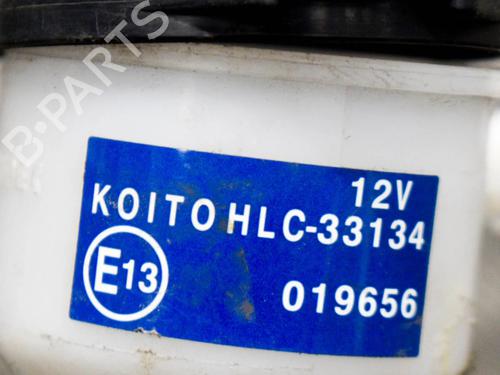 B-PARTS
12V
KOITO HLC-33134
E13
019656